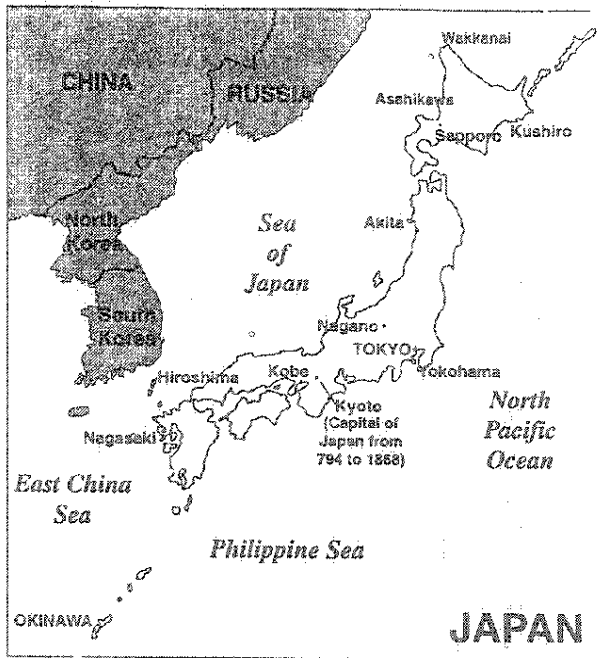 Wakkanai
CHINA
RUSSIA
Asahikawa
Sapporo
Kushiro
North
Korea
Sea
of
Japan
Akita
South
Korea
Nagano
TOKYO
Yokohama
Hiroshima
Kobe
Kyoto
(Capital of
Japan from
794 to 1868)
North
Pacific
Ocean
Nagasaki
East China
Sea
Philippine Sea
OKINAWA
JAPAN